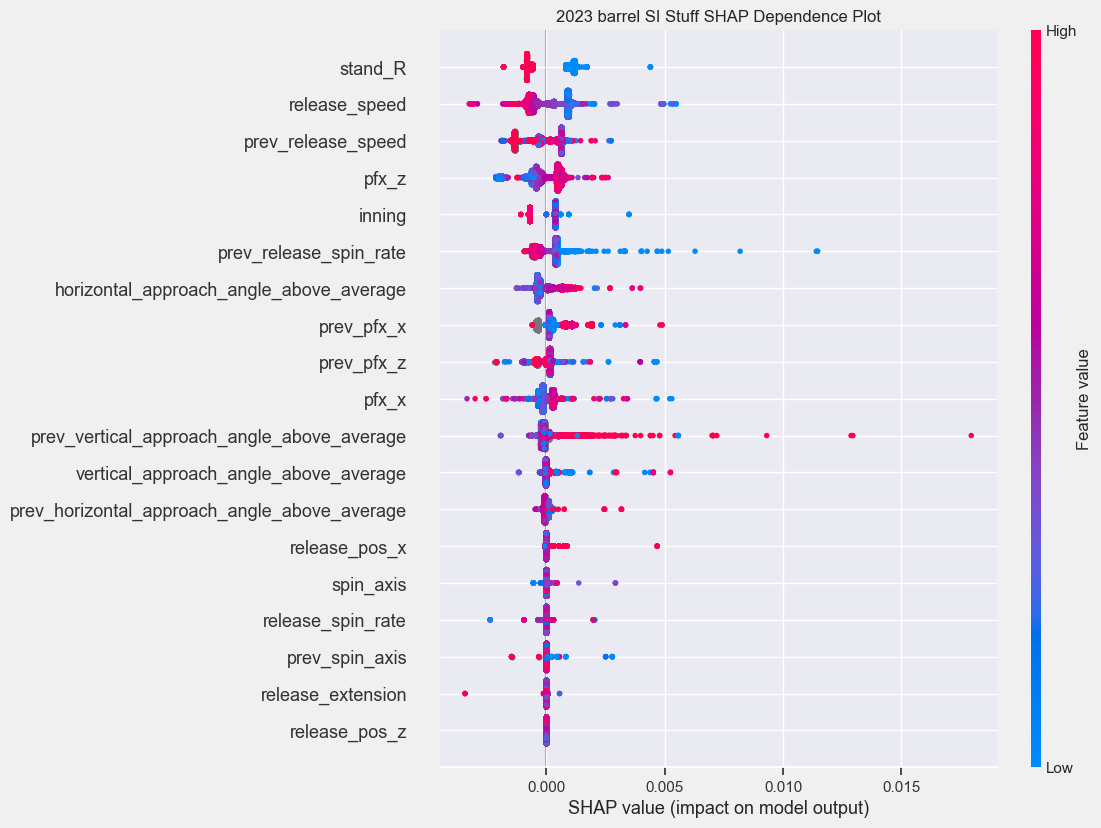 2023 barrel SI Stuff SHAP Dependence Plot
High
stand_R
release_speed
prev_release_speed
pfx_z
inning
prev_release_spin_rate
horizontal_approach_angle_above_average
prev_pfx_x
prev_pfx_z
pfx_x
prev_vertical_approach_angle_above_average
vertical_approach_angle_above_average
prev_horizontal_approach_angle_above_average
release_pos_x
spin_axis
release_spin_rate
prev_spin_axis
release_extension
release_pos_z
Feature value
Low
0.000 0.005 0.010 0.015
SHAP value (impact on model output)